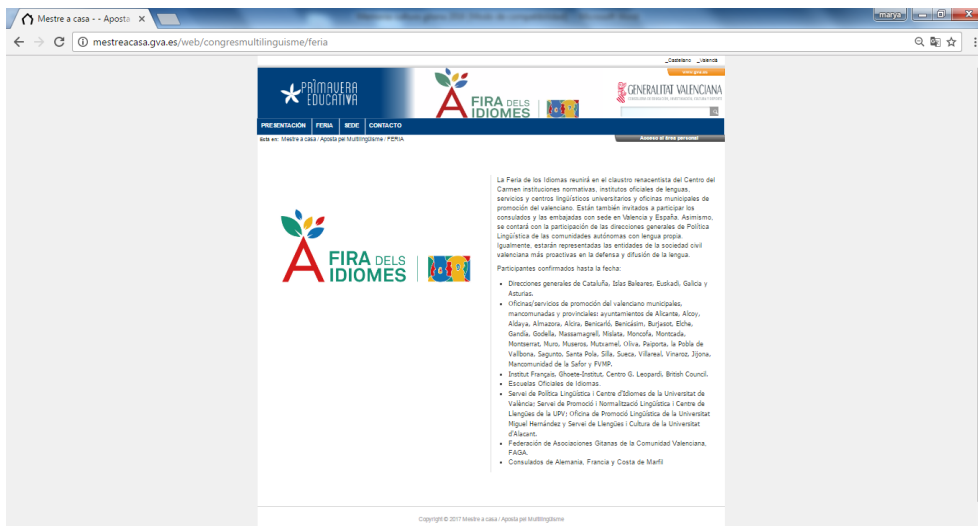 Mestre a casa - - Aposta
marya
mestreacasa.gva.es/web/congresmultilinguisme/feria
_Castellano _Valencià
www.gva.es
PRIMAVERA
EDUCATIVA
FIRA DELS
IDIOMES
GENERALITAT VALENCIANA
PRESENTACIÓN FERIA SEDE CONTACTO
Está en: Mestre a casa / Aposta pel Multilingüisme / FERIA
Acceso al área personal
FIRA DELS
IDIOMES
La Feria de los Idiomas reunirá en el claustro renacentista del Centro del
Carmen instituciones normativas, institutos oficiales de lenguas,
servicios y centros lingüísticos universitarios y oficinas municipales de
promoción del valenciano. Están también invitados a participar los
consulados y las embajadas con sede en Valencia y España. Asimismo,
se contará con la participación de las direcciones generales de Política
Lingüística de las comunidades autónomas con lengua propia.
Igualmente, estarán representadas las entidades de la sociedad civil
valenciana más proactivas en la defensa y difusión de la lengua.
Participantes confirmados hasta la fecha:
Direcciones generales de Cataluña, Islas Baleares, Euskadi, Galicia y
Asturias.
Oficinas/servicios de promoción del valenciano municipales,
mancomunadas y provinciales: ayuntamientos de Alicante, Alcoy,
Aldaya, Almazora, Alcira, Benicarló, Benicàsim, Burjasot, Elche,
Gandía, Godella, Massamagrell, Mislata, Moncofa, Montcada,
Montserrat, Muro, Museros, Mutxamel, Oliva, Paiporta, la Pobla de
Vallbona, Sagunto, Santa Pola, Silla, Sueca, Villareal, Vinaroz, Jijona,
Mancomunidad de la Safor y FVMP.
Institut Français, Ghoete-Institut, Centro G. Leopardi, British Council.
Escuelas Oficiales de Idiomas.
Servei de Política Lingüística i Centre d'Idiomes de la Universitat de
València; Servei de Promoció i Normalització Lingüística i Centre de
Llengües de la UPV; Oficina de Promoció Lingüística de la Universitat
Miguel Hernández y Servei de Llengües i Cultura de la Universitat
d'Alacant.
Federación de Asociaciones Gitanas de la Comunidad Valenciana,
FAGA.
Consulados de Alemania, Francia y Costa de Marfil
Copyright © 2017 Mestre a casa / Aposta pel Multilingüisme